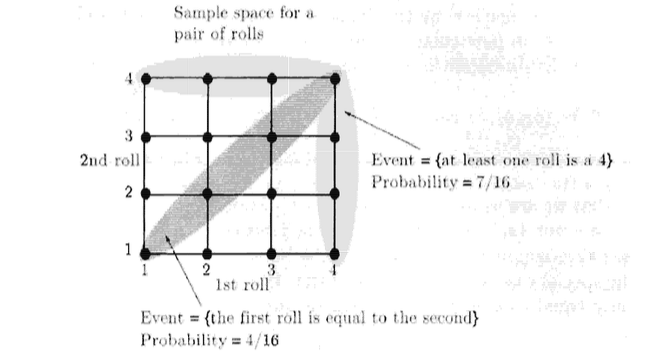 Sample space for a
pair of rolls
4
3
2nd roll
2
1
1 2 3 4
1st roll
Event = {at least one roll is a 4}
Probability = 7/16
Event = {the first roll is equal to the second}
Probability = 4/16